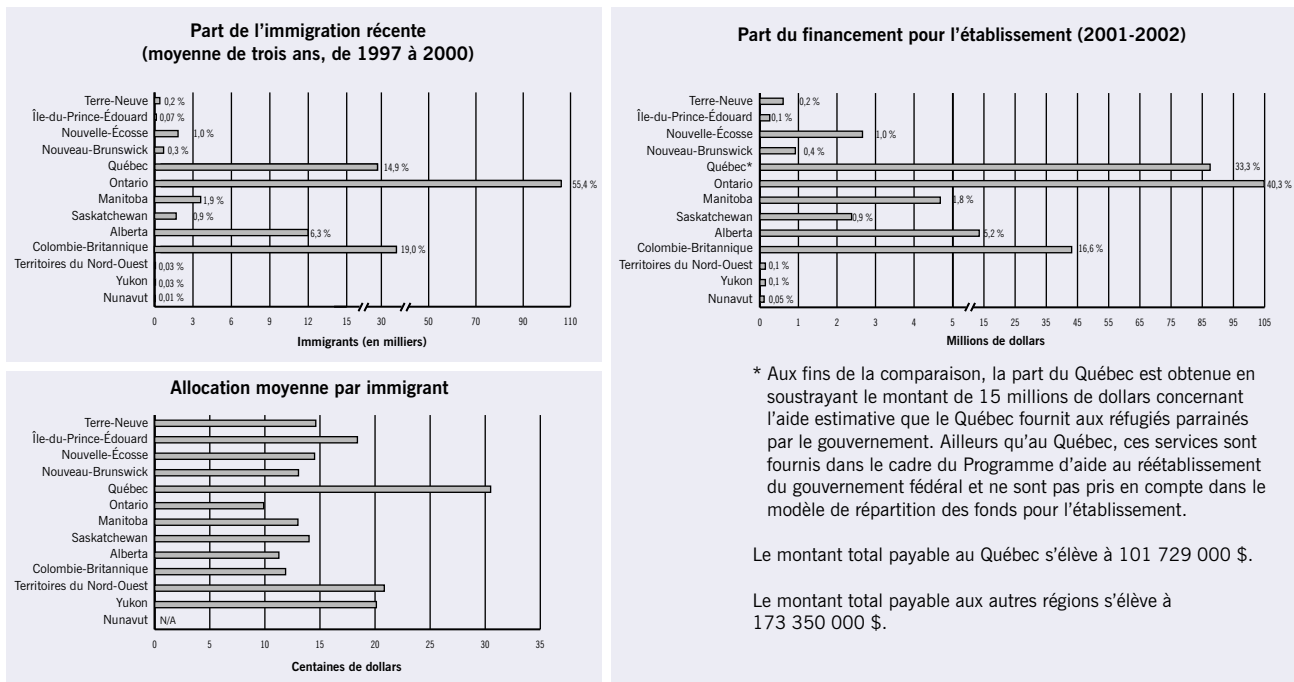 Part de l'immigration récente
(moyenne de trois ans, de 1997 à 2000)
Terre-Neuve 0,2 %
Île-du-Prince-Édouard 0,07 %
Nouvelle-Écosse 1,0 %
Nouveau-Brunswick 0,3 %
Québec 14,9 %
Ontario 55,4 %
Manitoba 1,9 %
Saskatchewan 0,9 %
Alberta 6,3 %
Colombie-Britannique 19,0 %
Territoires du Nord-Ouest 0,03 %
Yukon 0,03 %
Nunavut 0,01 %
0 3 6 9 12 15 30 50 70 90 110
Immigrants (en milliers)
Part du financement pour l'établissement (2001-2002)
Terre-Neuve 0,2 %
Île-du-Prince-Édouard 0,1 %
Nouvelle-Écosse 1,0 %
Nouveau-Brunswick 0,4 %
Québec* 33,3 %
Ontario 40,3 %
Manitoba 1,8 %
Saskatchewan 0,9 %
Alberta 5,2 %
Colombie-Britannique 16,6 %
Territoires du Nord-Ouest 0,1 %
Yukon 0,1 %
Nunavut 0,05 %
0 1 2 3 4 5 15 25 35 45 55 65 75 85 95 105
Millions de dollars
Allocation moyenne par immigrant
Terre-Neuve
Île-du-Prince-Édouard
Nouvelle-Écosse
Nouveau-Brunswick
Québec
Ontario
Manitoba
Saskatchewan
Alberta
Colombie-Britannique
Territoires du Nord-Ouest
Yukon
Nunavut N/A
0 5 10 15 20 25 30 35
Centaines de dollars
* Aux fins de la comparaison, la part du Québec est obtenue en
soustrayant le montant de 15 millions de dollars concernant
l'aide estimative que le Québec fournit aux réfugiés parrainés
par le gouvernement. Ailleurs qu'au Québec, ces services sont
fournis dans le cadre du Programme d'aide au réétablissement
du gouvernement fédéral et ne sont pas pris en compte dans le
modèle de répartition des fonds pour l'établissement.
Le montant total payable au Québec s'élève à 101 729 000 $.
Le montant total payable aux autres régions s'élève à
173 350 000 $.